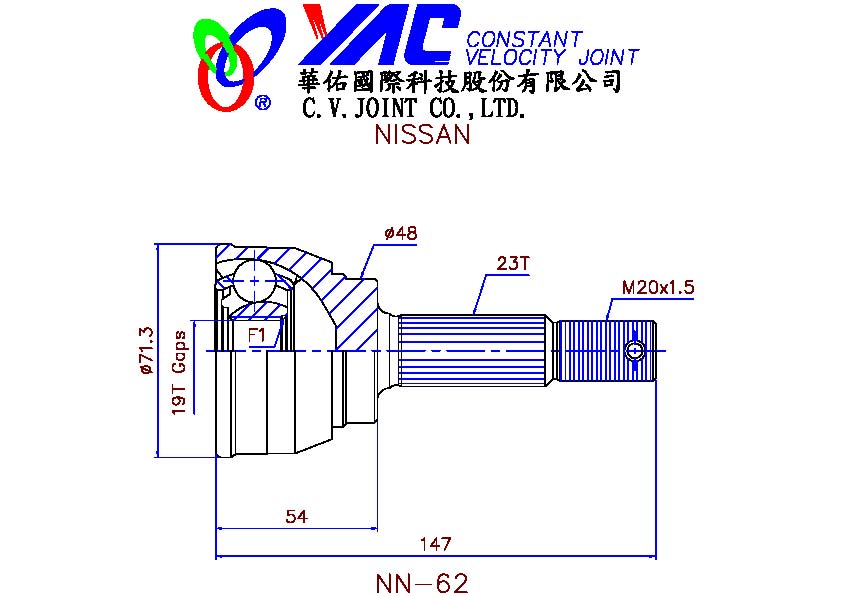 YAC CONSTANT
VELOCITY JOINT
®
華佑國際科技股份有限公司
C.V.JOINT CO.,LTD.
NISSAN
ø48
23T
M20x1.5
F1
ø71.3
19T Gaps
54
147
NN-62